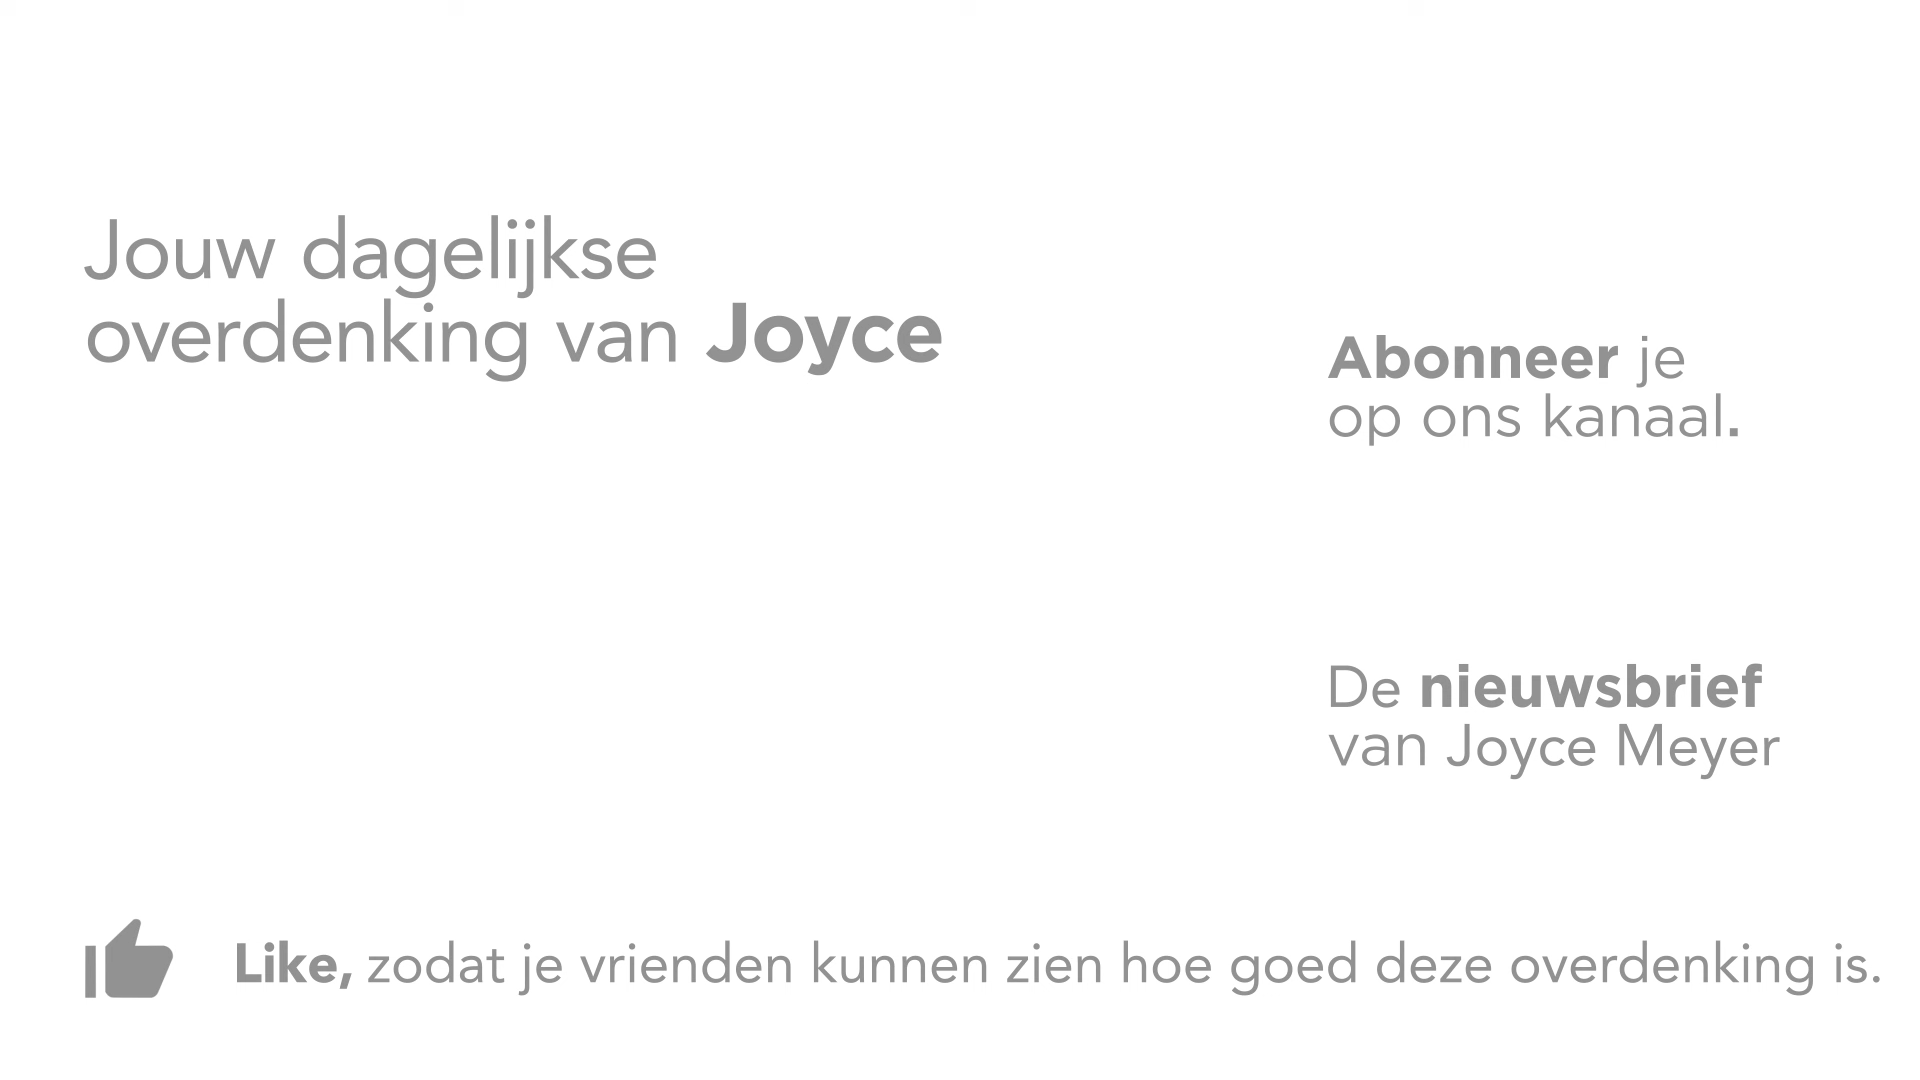 Jouw dagelijkse
overdenking van Joyce
Abonneer je
op ons kanaal.
De nieuwsbrief
van Joyce Meyer
Like, zodat je vrienden kunnen zien hoe goed deze overdenking is.